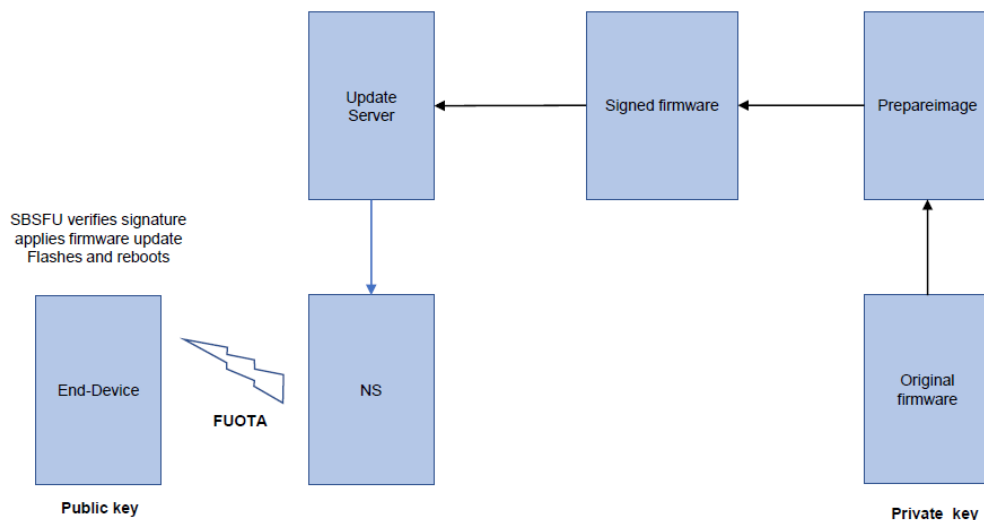 Update
Server
Signed firmware
Prepareimage
SBSFU verifies signature
applies firmware update
Flashes and reboots
End-Device
FUOTA
NS
Original
firmware
Public key
Private key